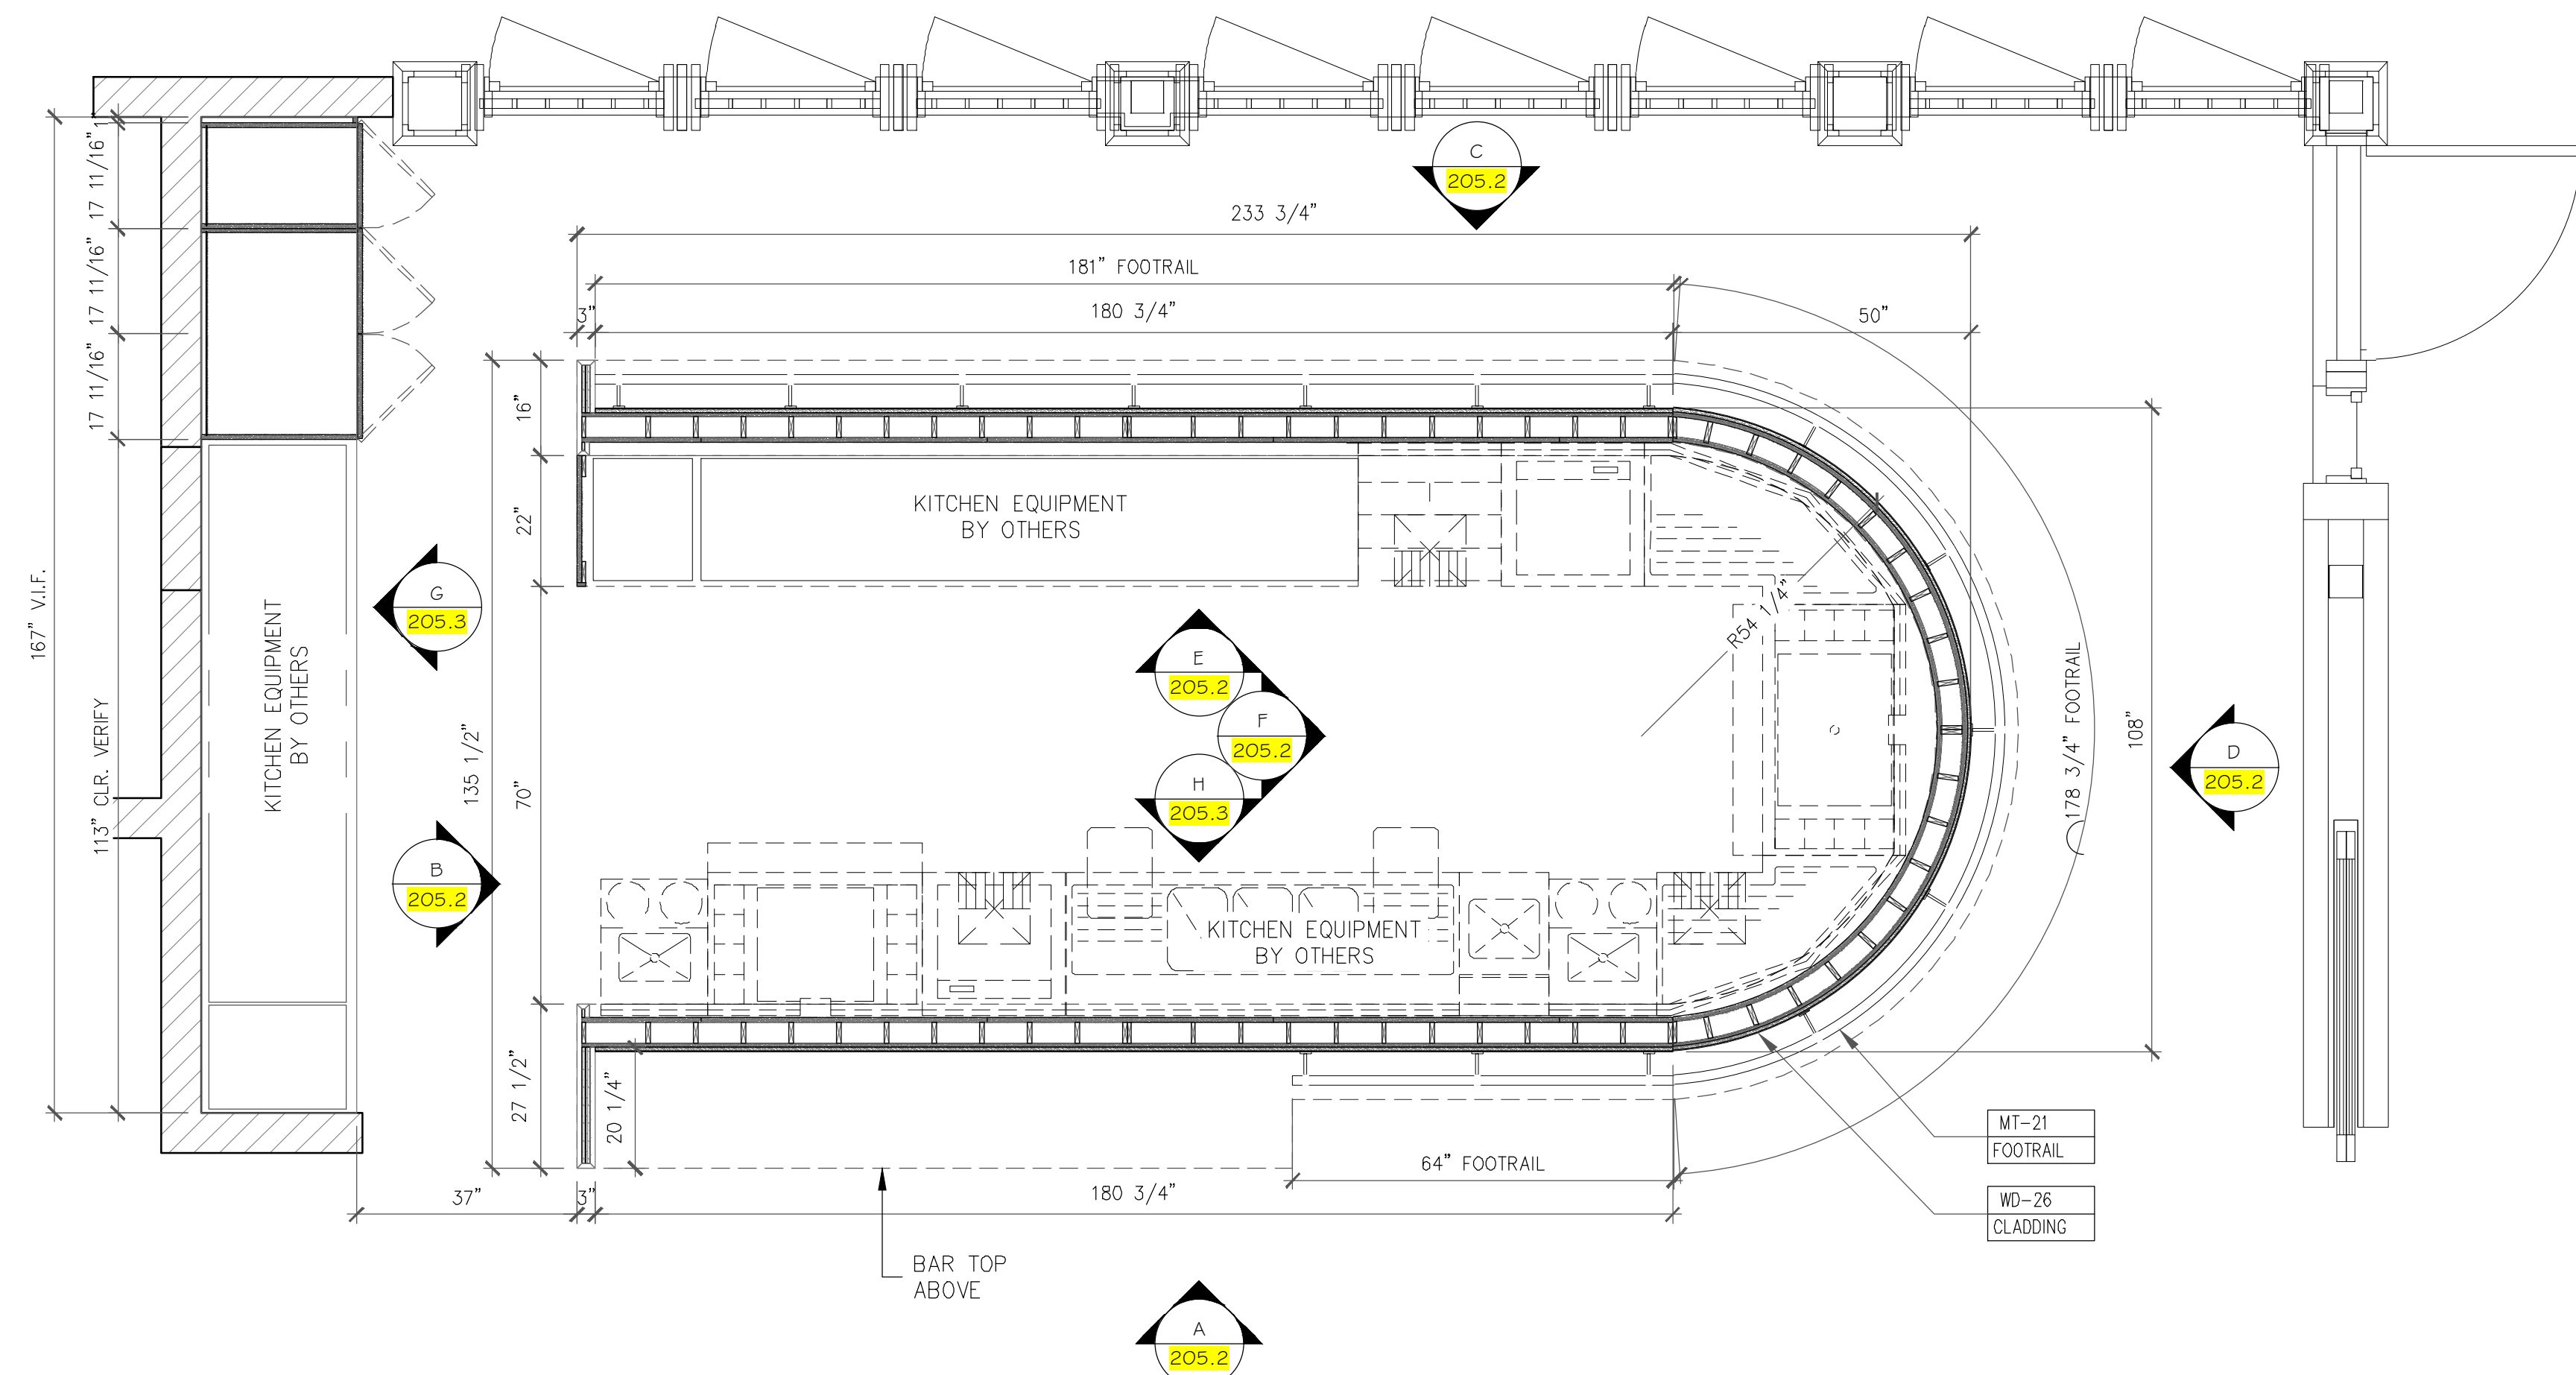 C
205.2
233 3/4"
181" FOOTRAIL
3"
180 3/4"
50"
1"
17 11/16"
17 11/16"
17 11/16"
167" V.I.F.
113" CLR. VERIFY
KITCHEN EQUIPMENT
BY OTHERS
G
205.3
B
205.2
135 1/2"
16"
22"
70"
27 1/2"
20 1/4"
KITCHEN EQUIPMENT
BY OTHERS
E
205.2
F
205.2
H
205.3
R54 1/4"
178 3/4" FOOTRAIL
108"
D
205.2
KITCHEN EQUIPMENT
BY OTHERS
64" FOOTRAIL
37"
3"
180 3/4"
MT-21
FOOTRAIL
WD-26
CLADDING
BAR TOP
ABOVE
A
205.2